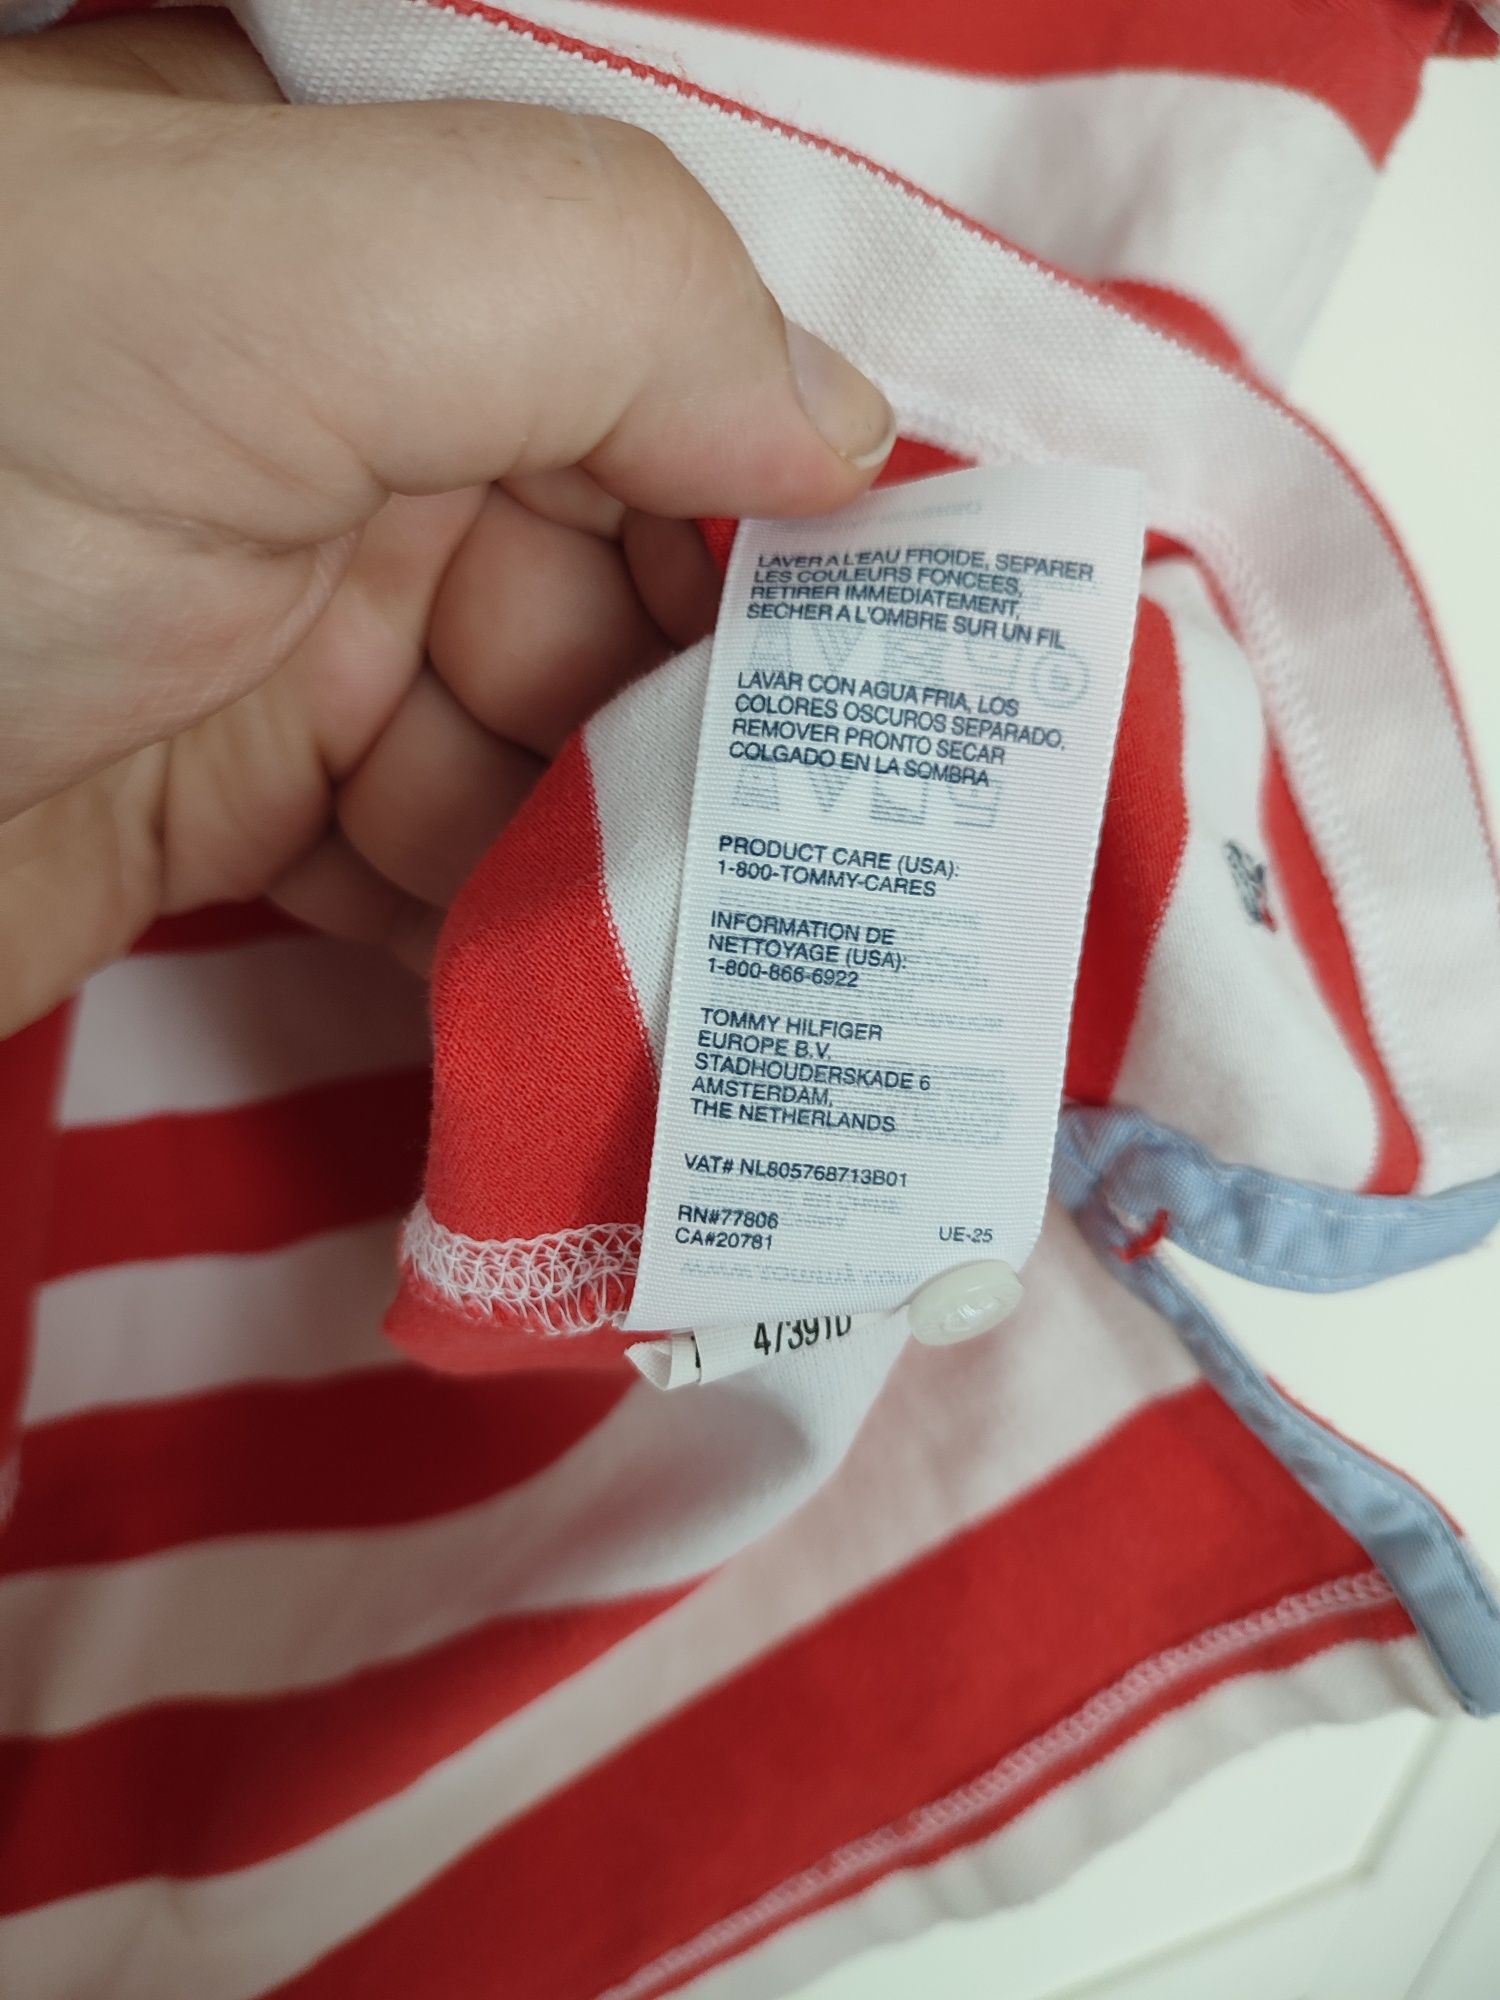 LAVER A L'EAU FROIDE, SEPARER
LES COULEURS FONCEES,
RETIRER IMMEDIATEMENT,
SECHER A L'OMBRE SUR UN FIL
LAVAR CON AGUA FRIA, LOS
COLORES OSCUROS SEPARADO,
REMOVER PRONTO SECAR
COLGADO EN LA SOMBRA
PRODUCT CARE (USA):
1-800-TOMMY-CARES
INFORMATION DE
NETTOYAGE (USA):
1-800-866-6922
TOMMY HILFIGER
EUROPE B.V.
STADHOUDERSKADE 6
AMSTERDAM,
THE NETHERLANDS
VAT# NL805768713B01
RN#77806
CA#20781 UE-25